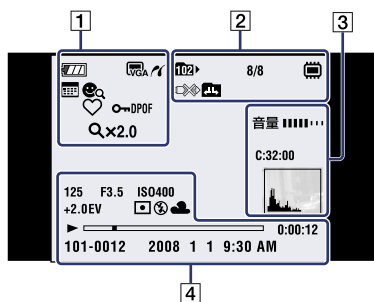 1
2
3
VGA
102
8/8
DPOF
×2.0
音量
C:32:00
125 F3.5 ISO400
+2.0EV
0:00:12
101-0012 2008 1 1 9:30 AM
4